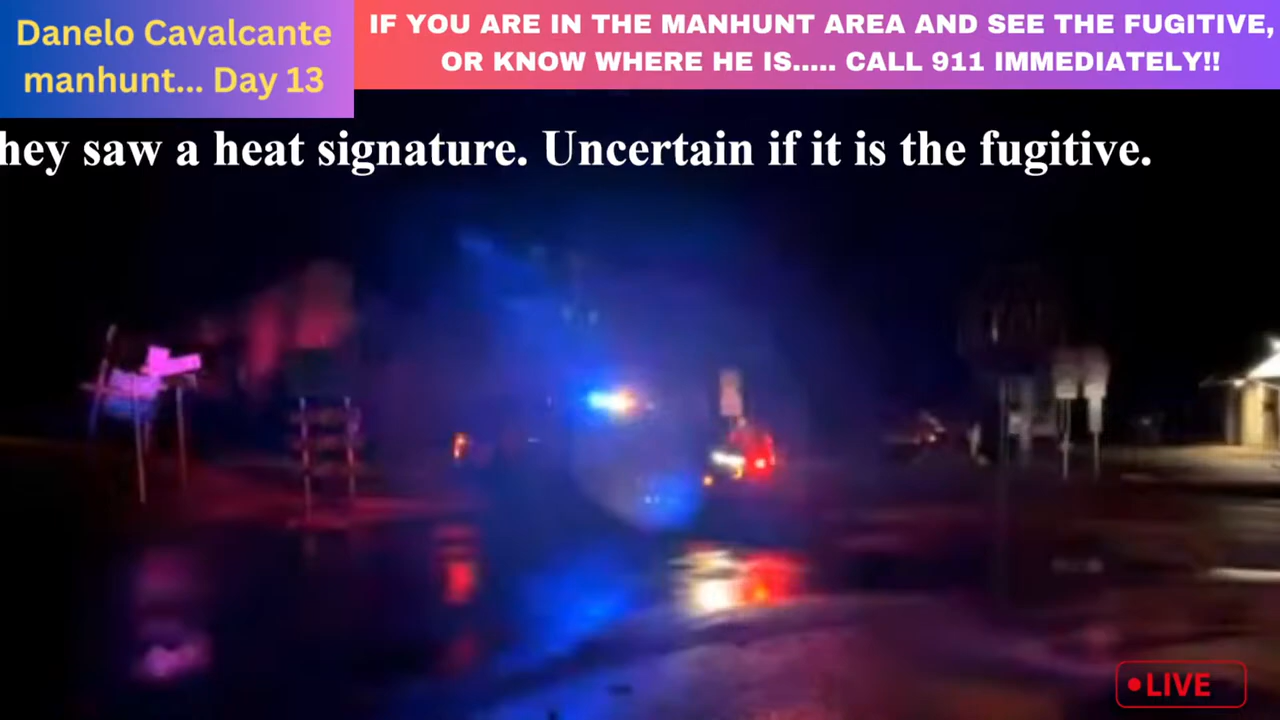 Danelo Cavalcante
manhunt... Day 13
IF YOU ARE IN THE MANHUNT AREA AND SEE THE FUGITIVE,
OR KNOW WHERE HE IS..... CALL 911 IMMEDIATELY!!
hey saw a heat signature. Uncertain if it is the fugitive.
LIVE